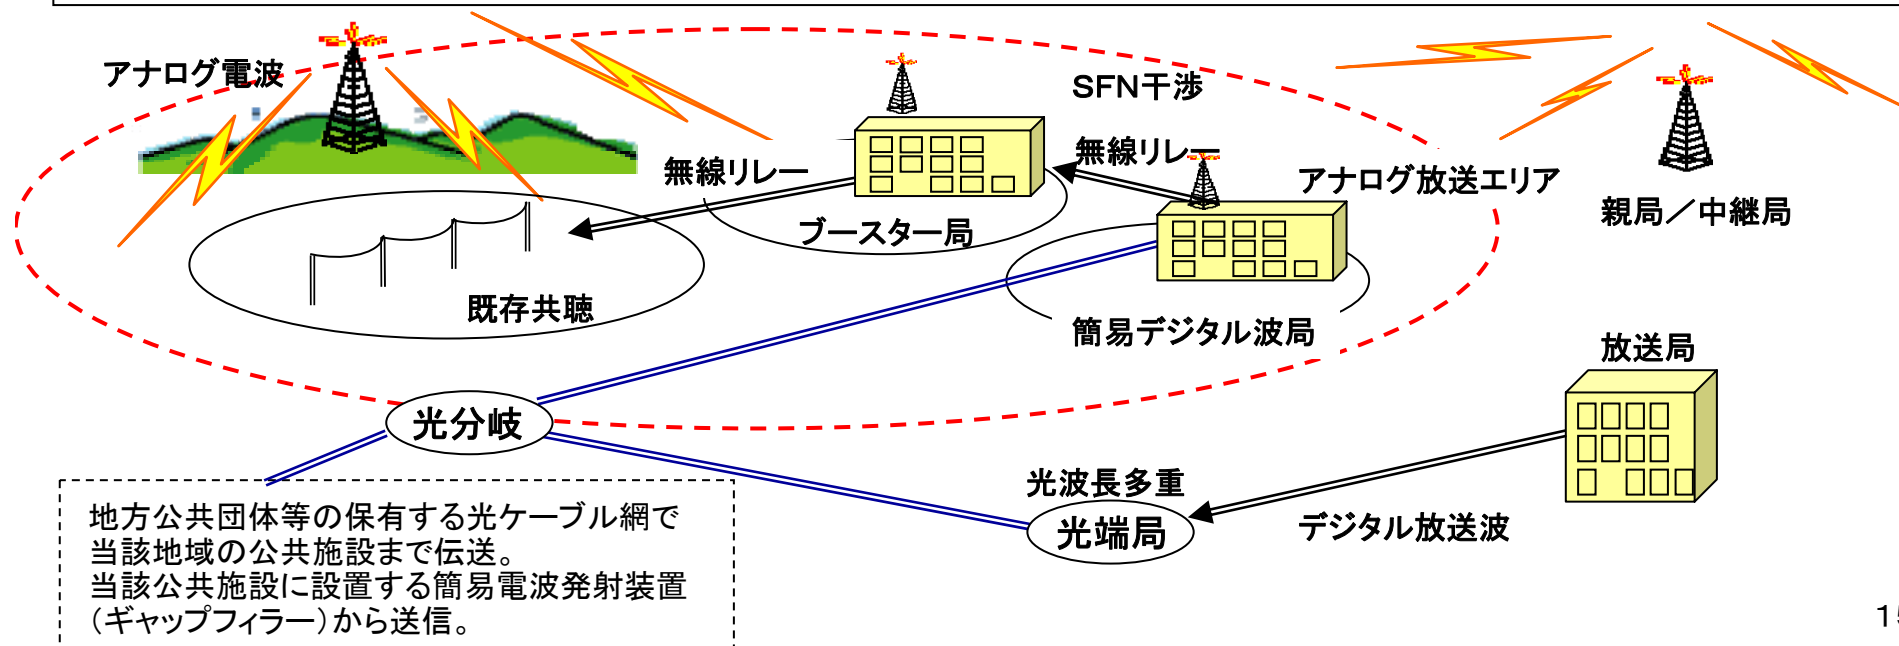 アナログ電波
SFN干渉
無線リレー
無線リレー
アナログ放送エリア
親局／中継局
ブースター局
既存共聴
簡易デジタル波局
放送局
光分岐
光波長多重
光端局
デジタル放送波
地方公共団体等の保有する光ケーブル網で
当該地域の公共施設まで伝送。
当該公共施設に設置する簡易電波発射装置
（ギャップフィラー）から送信。
15